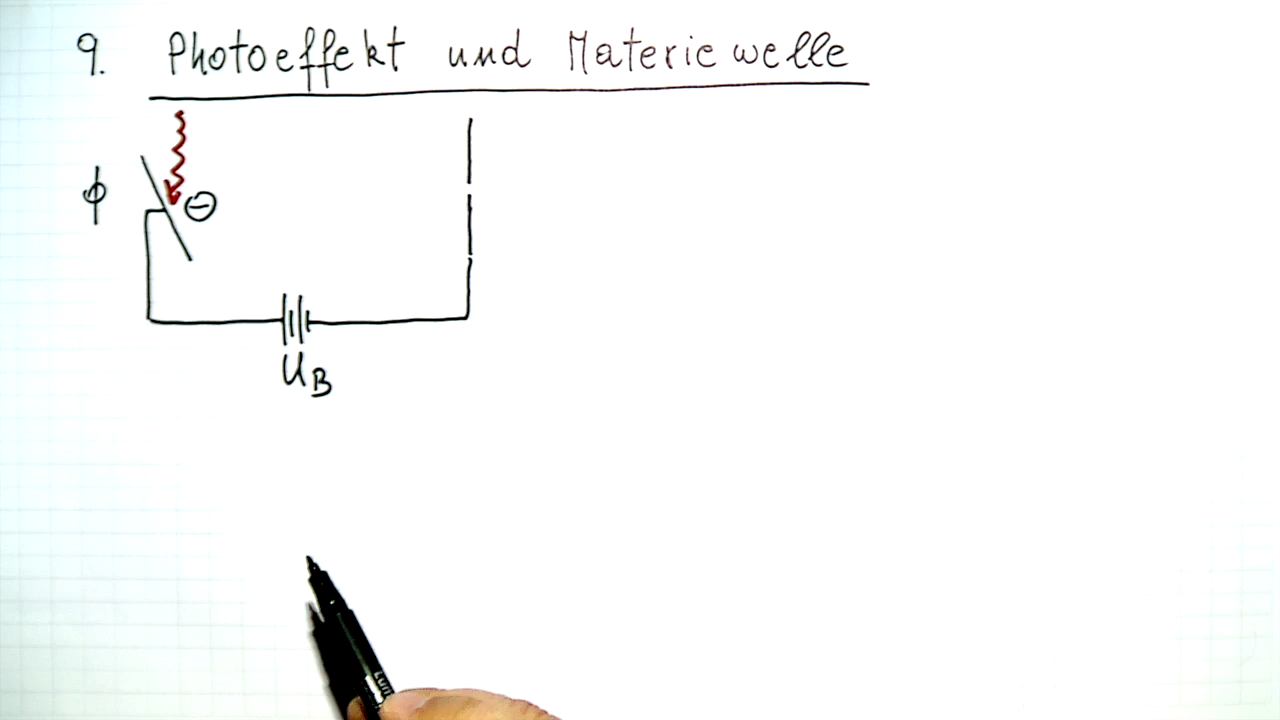 9. Photoeffekt und Materiewelle
ϕ
⊖
U_B